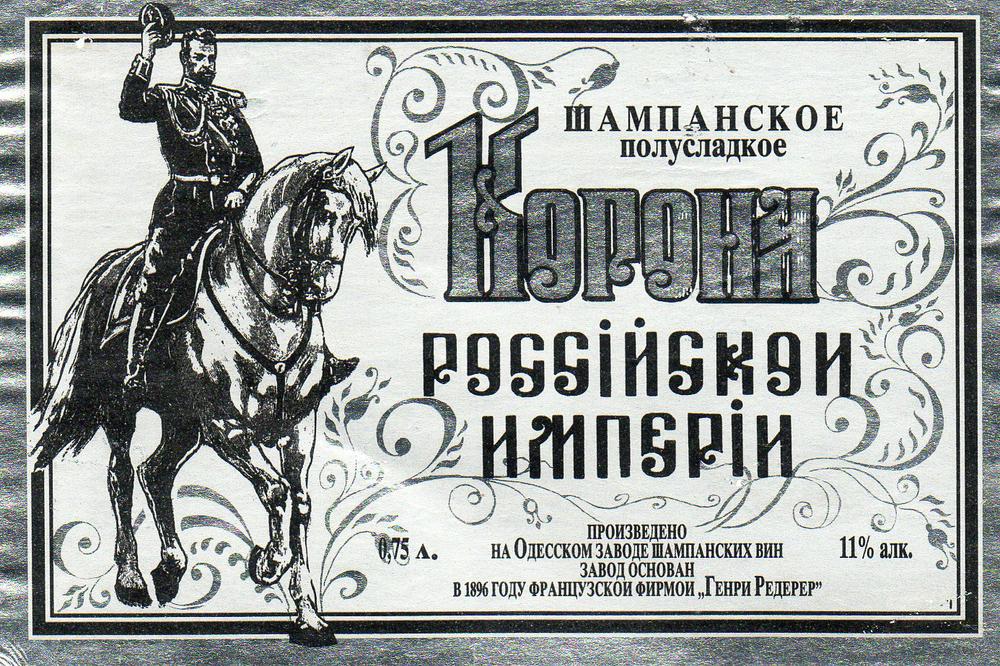 ШАМПАНСКОЕ
ПОЛУСЛАДКОЕ
КОРОНА
РОССІЙСКОЙ
ИМПЕРІИ
ПРОИЗВЕДЕНО
0,75 л. НА ОДЕССКОМ ЗАВОДЕ ШАМПАНСКИХ ВИН 11% алк.
ЗАВОД ОСНОВАН
В 1896 ГОДУ ФРАНЦУЗСКОЙ ФИРМОЙ „ГЕНРИ РЕДЕРЕР”